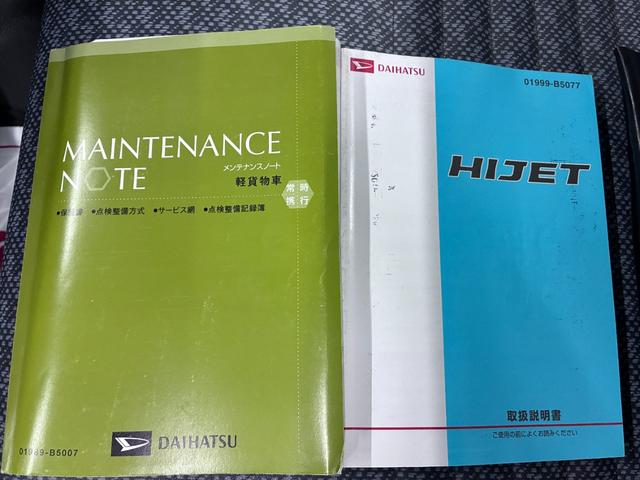 MAINTENANCE
NOTE
メンテナンスノート
軽貨物車
常時
携行
●保証書 ●点検整備方式 ●サービス網 ●点検整備記録簿
DAIHATSU
01999-B5007
DAIHATSU
01999-B5077
HIJET
取扱説明書
ご使用の前によくお読みください